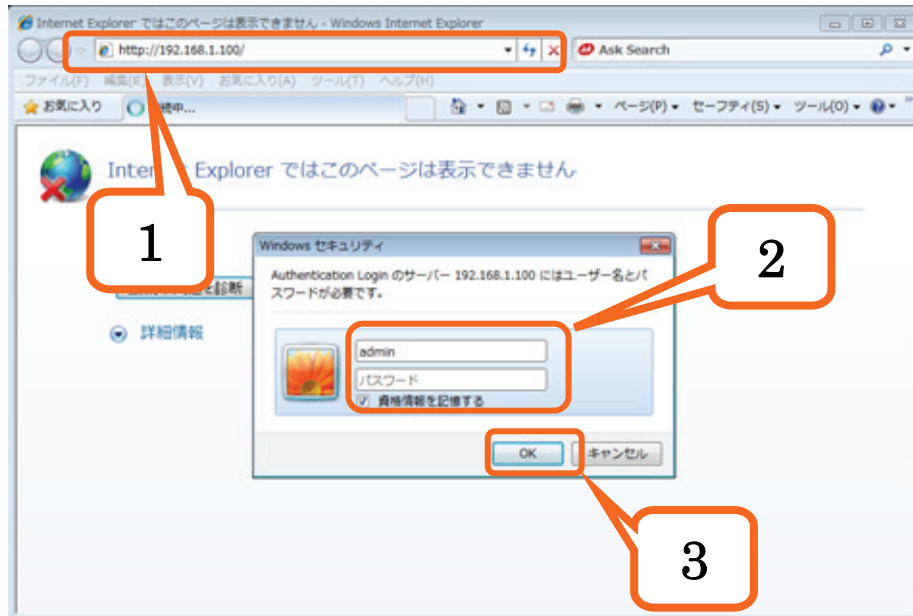 Internet Explorer ではこのページは表示できません - Windows Internet Explorer
http://192.168.1.100/
Ask Search
ファイル(F) 編集(E) 表示(V) お気に入り(A) ツール(T) ヘルプ(H)
お気に入り 続中... ページ(P) セーフティ(S) ツール(O)
Internet Explorer ではこのページは表示できません
1
Windows セキュリティ
2
Authentication Login のサーバー 192.168.1.100 にはユーザー名とパ
スワードが必要です。
を診断
詳細情報
admin
パスワード
資格情報を記憶する
OK キャンセル
3